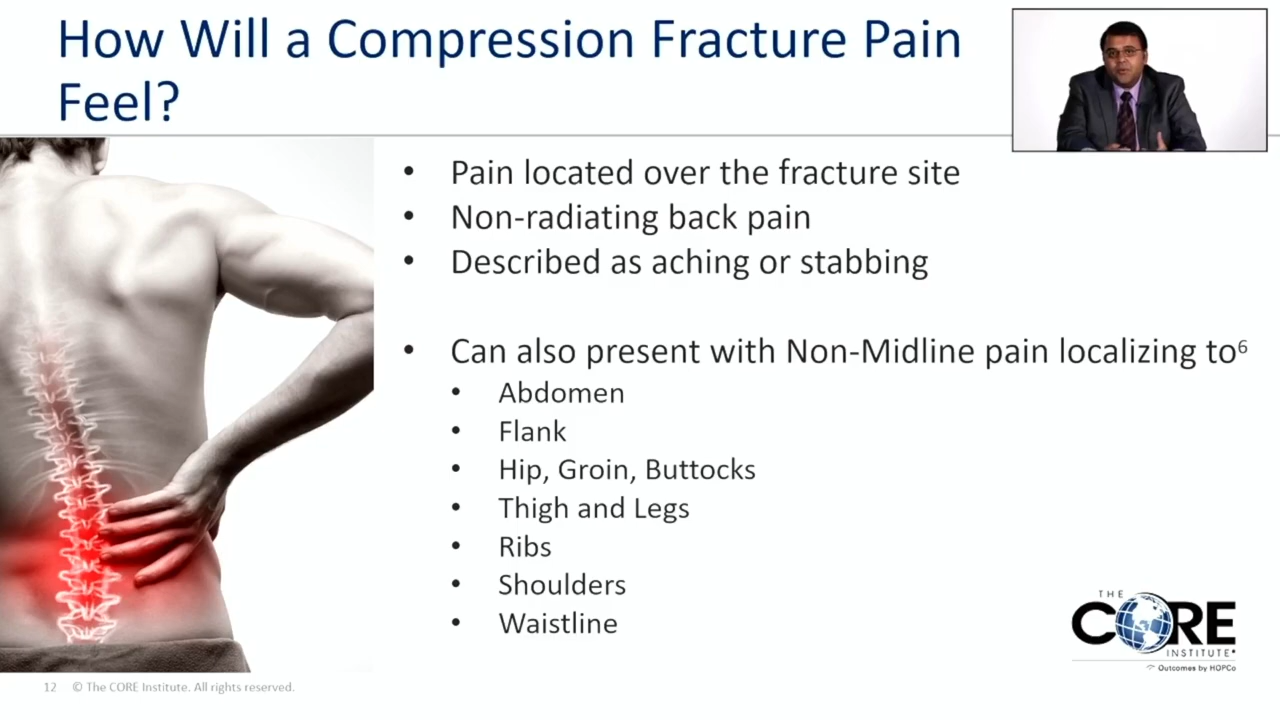 How Will a Compression Fracture Pain
Feel?
• Pain located over the fracture site
• Non-radiating back pain
• Described as aching or stabbing
• Can also present with Non-Midline pain localizing to⁶
• Abdomen
• Flank
• Hip, Groin, Buttocks
• Thigh and Legs
• Ribs
• Shoulders
• Waistline
THE
CORE
INSTITUTE®
Outcomes by HOPCo
12 © The CORE Institute. All rights reserved.